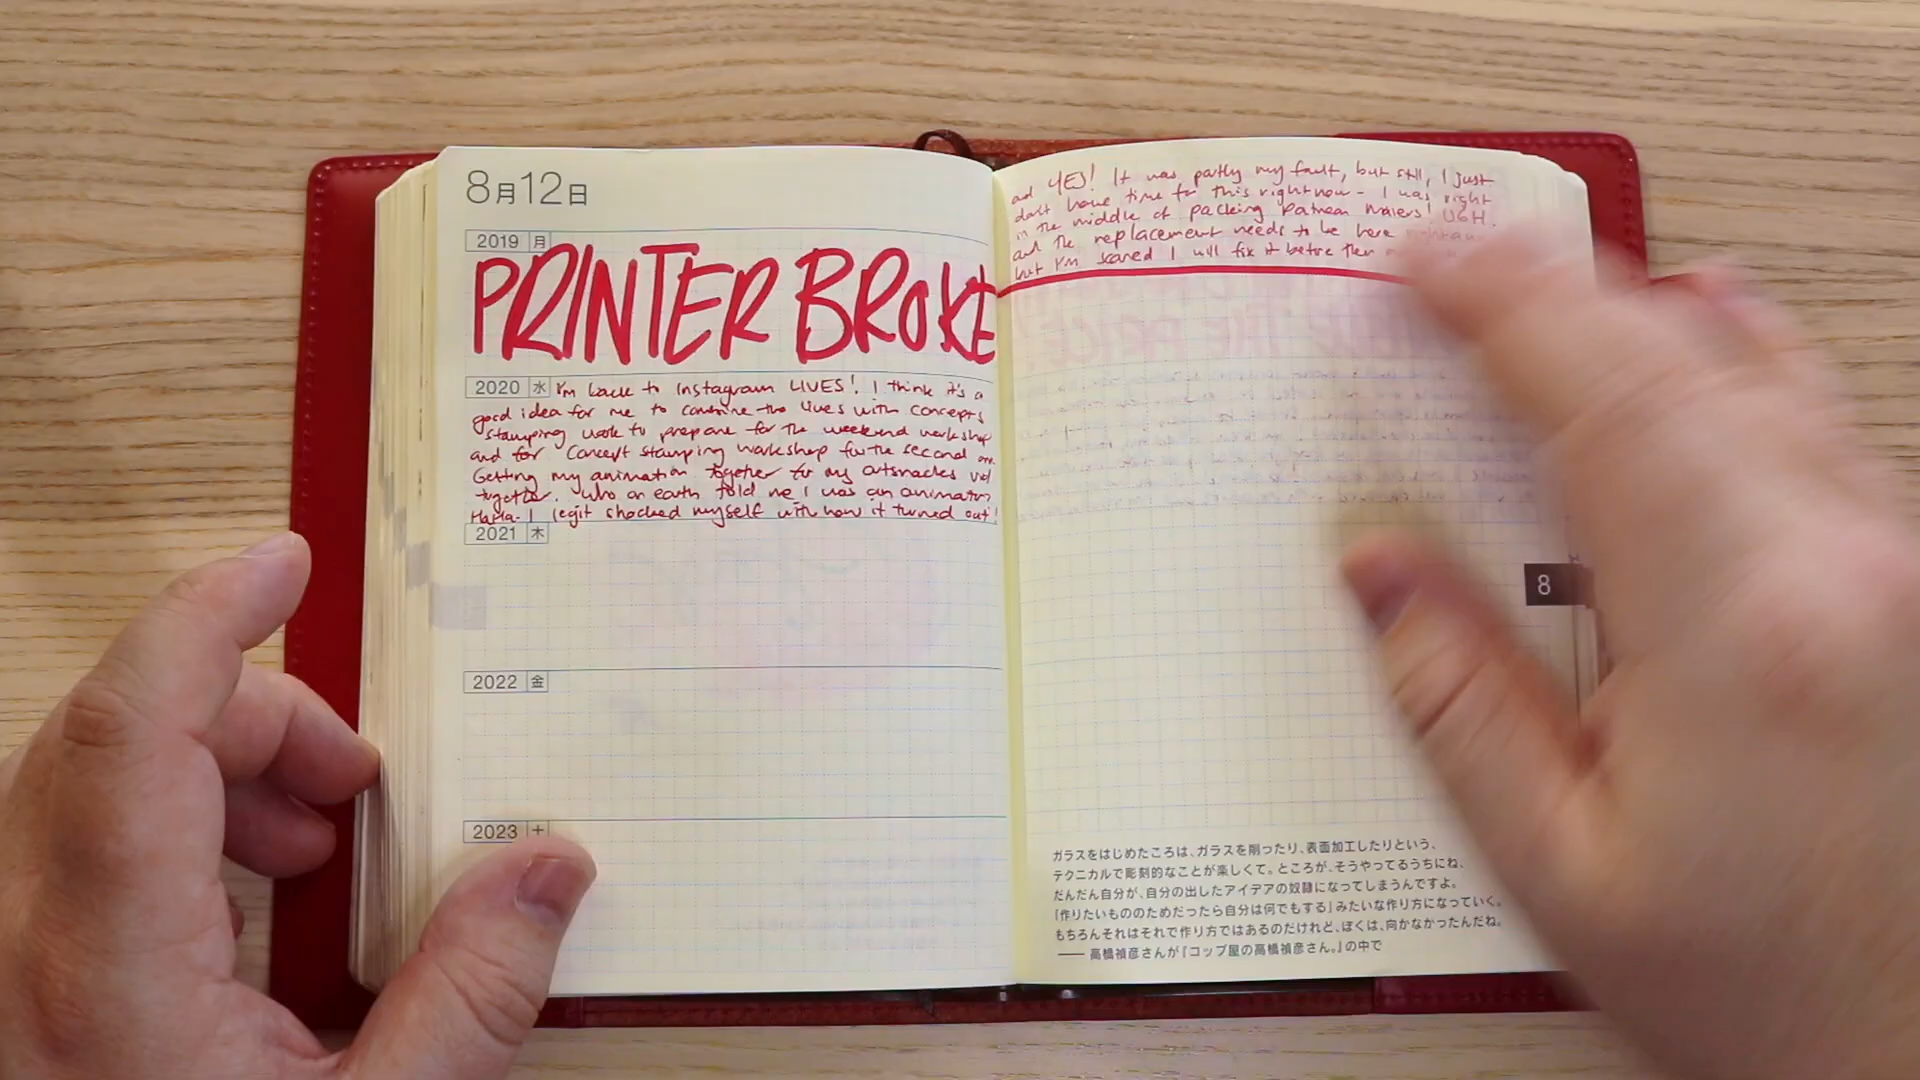 8月12日
2019 月
PRINTER BROKE
2020 水 I'm back to Instagram LIVES! I think it's a
good idea for me to combine the lives with concepts
stamping work to prepare for the weekend workshop
and for Concept Stamping workshop for the second
Getting my animation together for my artsnacks vid
together. Who on earth told me I was an animator
HaHa- I legit shocked myself with how it turned out!
2021 木
2022 金
2023 土
and YES! It was partly my fault, but still, I just
don't have time for this right now - I was right
in the middle of packing Patreon Mailers! UGH.
and the replacement needs to be here
but I'm scared I will fix it before then
8
ガラスをはじめたころは、ガラスを削ったり、表面加工したりという、
テクニカルで彫刻的なことが楽しくて。ところが、そうやってるうちにね、
だんだん自分が、自分の出したアイデアの奴隷になってしまうんですよ。
「作りたいもののためだったら自分は何でもする」みたいな作り方になっていく。
もちろんそれはそれで作り方ではあるのだけれど、ぼくは、向かなかったんだね。
── 高橋禎彦さんが『コップ屋の高橋禎彦さん。』の中で